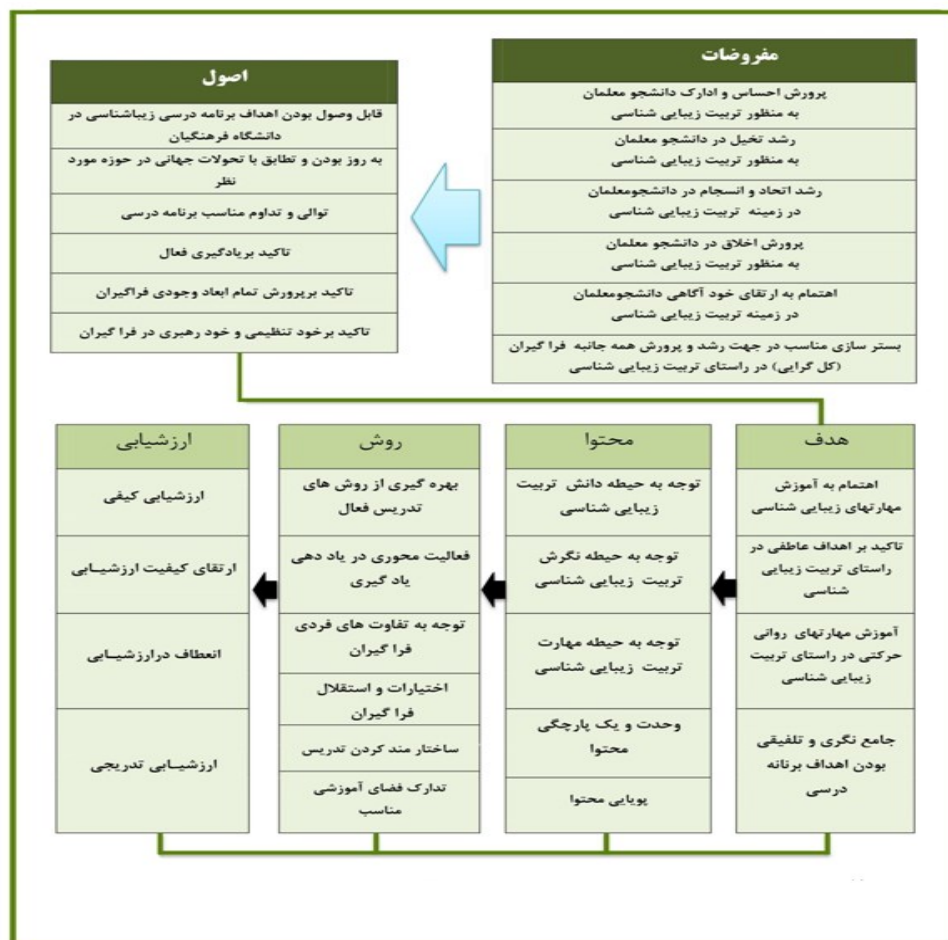 مفروضات
پرورش احساس و ادارک دانشجو معلمان
به منظور تربیت زیبایی شناسی
رشد تخیل در دانشجو معلمان
به منظور تربیت زیبایی شناسی
رشد اتحاد و انسجام در دانشجومعلمان
در زمینه تربیت زیبایی شناسی
پرورش اخلاق در دانشجو معلمان
به منظور تربیت زیبایی شناسی
اهتمام به ارتقای خود آگاهی دانشجومعلمان
در زمینه تربیت زیبایی شناسی
بستر سازی مناسب در جهت رشد و پرورش همه جانبه فرا گیران
(کل گرایی) در راستای تربیت زیبایی شناسی
اصول
قابل وصول بودن اهداف برنامه درسی زیباشناسی در
دانشگاه فرهنگیان
به روز بودن و تطابق با تحولات جهانی در حوزه مورد
نظر
توالی و تداوم مناسب برنامه درسی
تاکید بریادگیری فعال
تاکید برپرورش تمام ابعاد وجودی فراگیران
تاکید برخود تنظیمی و خود رهبری در فرا گیران
هدف
اهتمام به آموزش
مهارتهای زیبایی شناسی
تاکید بر اهداف عاطفی در
راستای تربیت زیبایی
شناسی
آموزش مهارتهای روانی
حرکتی در راستای تربیت
زیبایی شناسی
جامع نگری و تلفیقی
بودن اهداف برنانه
درسی
محتوا
توجه به حیطه دانش تربیت
زیبایی شناسی
توجه به حیطه نگرش
تربیت زیبایی شناسی
توجه به حیطه مهارت
تربیت زیبایی شناسی
وحدت و یک پارچگی
محتوا
پویایی محتوا
روش
بهره گیری از روش های
تدریس فعال
فعالیت محوری در یاد دهی
یاد گیری
توجه به تفاوت های فردی
فرا گیران
اختیارات و استقلال
فرا گیران
ساختار مند کردن تدریس
تدارک فضای آموزشی
مناسب
ارزشیابی
ارزشیابی کیفی
ارتقای کیفیت ارزشیـابی
انعطاف درارزشیـابی
ارزشیـابی تدریجی